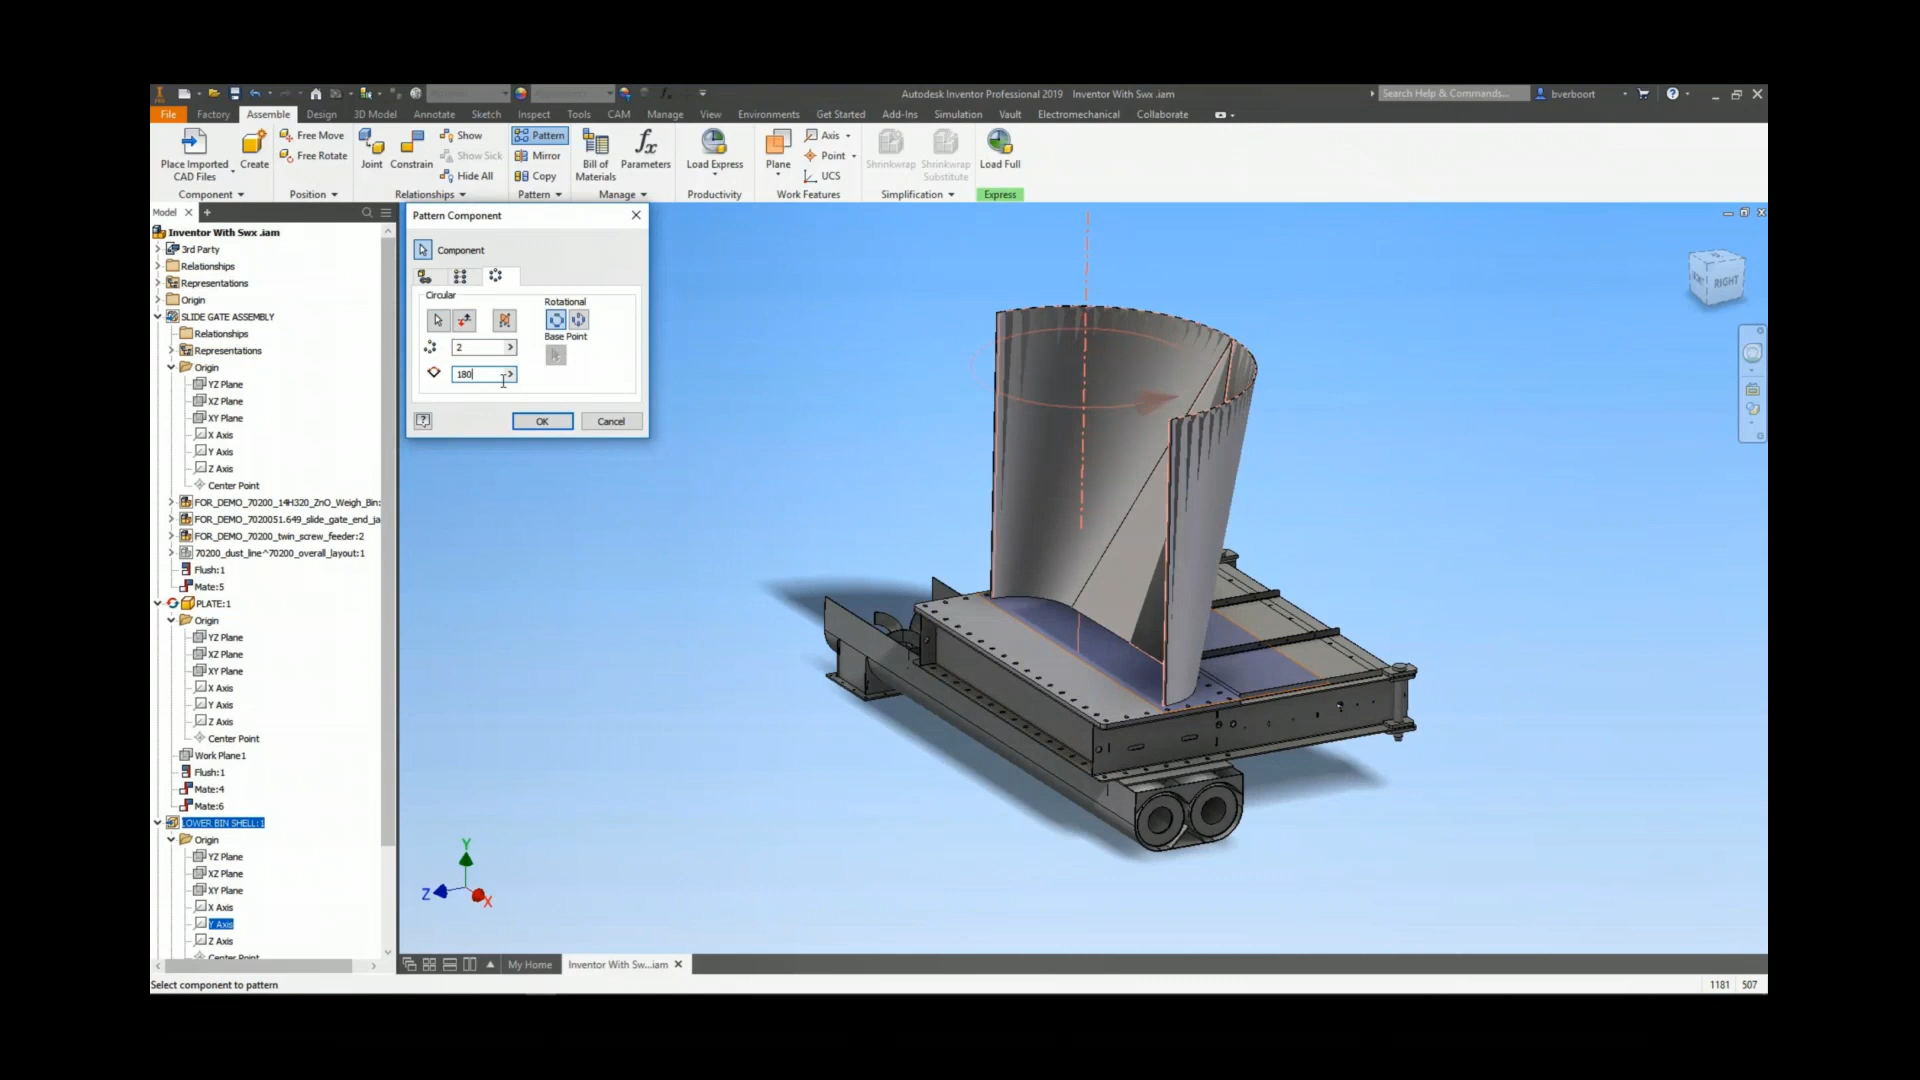 Autodesk Inventor Professional 2019 Inventor With Swx .iam
Search Help & Commands...
bverboort
File Factory Assemble Design 3D Model Annotate Sketch Inspect Tools CAM Manage View Environments Get Started Add-Ins Simulation Vault Electromechanical Collaborate
Place Imported CAD Files
Create
Free Move
Free Rotate
Joint
Constrain
Show
Show Sick
Hide All
Pattern
Mirror
Copy
Bill of Materials
fx
Parameters
Load Express
Plane
Axis
Point
UCS
Shrinkwrap
Shrinkwrap Substitute
Load Full
Component Position Relationships Pattern Manage Productivity Work Features Simplification Express
Model
Inventor With Swx .iam
3rd Party
Relationships
Representations
Origin
SLIDE GATE ASSEMBLY
Relationships
Representations
Origin
YZ Plane
XZ Plane
XY Plane
X Axis
Y Axis
Z Axis
Center Point
FOR_DEMO_70200_14H320_ZnO_Weigh_Bin:
FOR_DEMO_7020051.649_slide_gate_end_ja
FOR_DEMO_70200_twin_screw_feeder:2
70200_dust_line^70200_overall_layout:1
Flush:1
Mate:5
PLATE:1
Origin
YZ Plane
XZ Plane
XY Plane
X Axis
Y Axis
Z Axis
Center Point
Work Plane1
Flush:1
Mate:4
Mate:6
LOWER BIN SHELL:1
Origin
YZ Plane
XZ Plane
XY Plane
X Axis
Y Axis
Z Axis
Center Point
Pattern Component
Component
Circular
Rotational
Base Point
2
180
OK Cancel
RIGHT
Y
Z
X
My Home Inventor With Sw...iam
Select component to pattern
1181 507